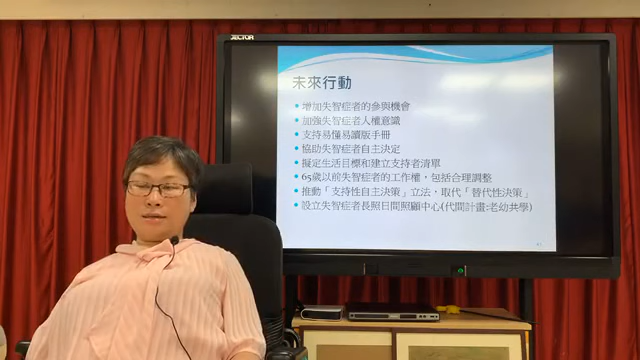 JECTOR
未來行動
增加失智症者的參與機會
加強失智症者人權意識
支持易懂易讀版手冊
協助失智症者自主決定
擬定生活目標和建立支持者清單
65歲以前失智症者的工作權，包括合理調整
推動「支持性自主決策」立法，取代「替代性決策」
設立失智症者長照日間照顧中心(代間計畫:老幼共學)